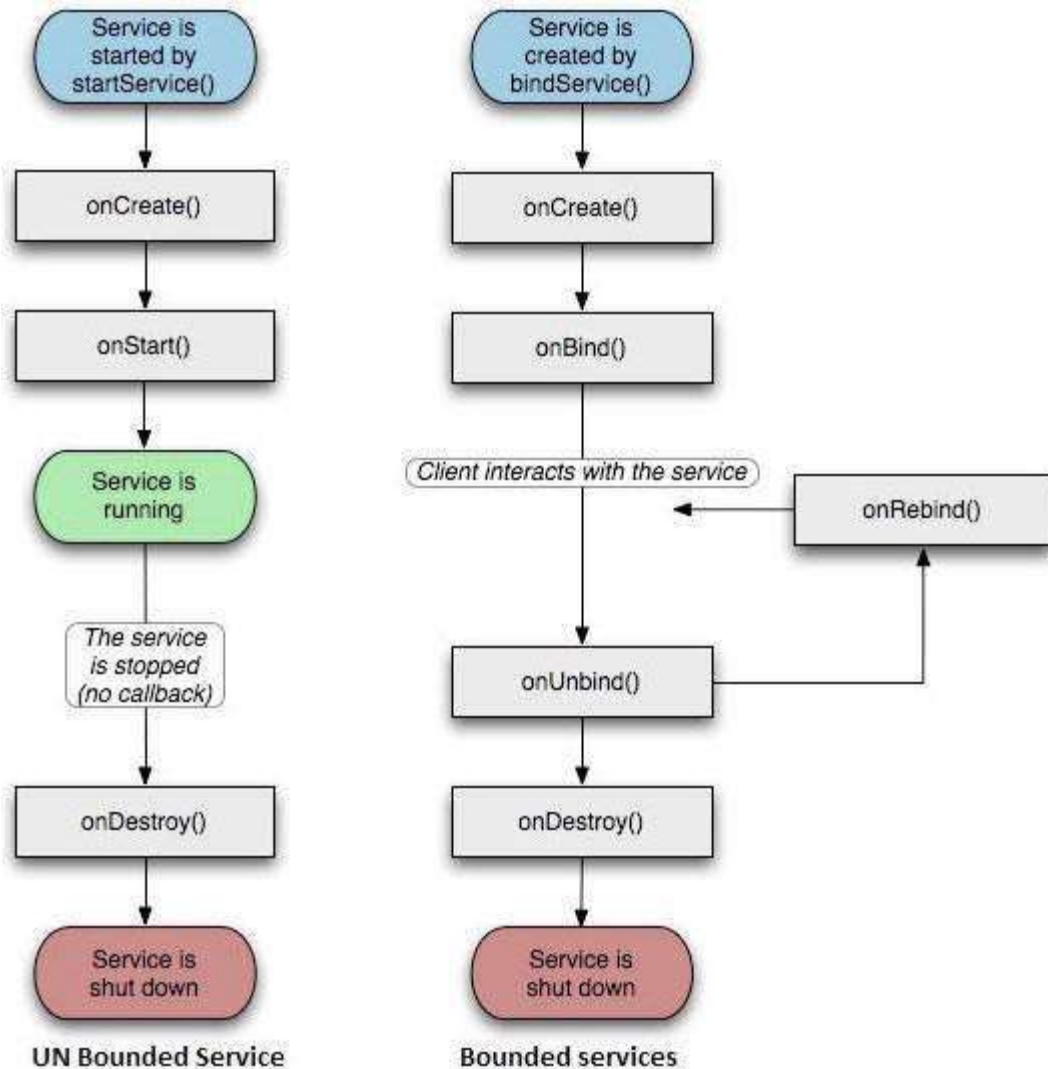 Service is
started by
startService()
onCreate()
onStart()
Service is
running
The service
is stopped
(no callback)
onDestroy()
Service is
shut down
UN Bounded Service
Service is
created by
bindService()
onCreate()
onBind()
Client interacts with the service
onRebind()
onUnbind()
onDestroy()
Service is
shut down
Bounded services